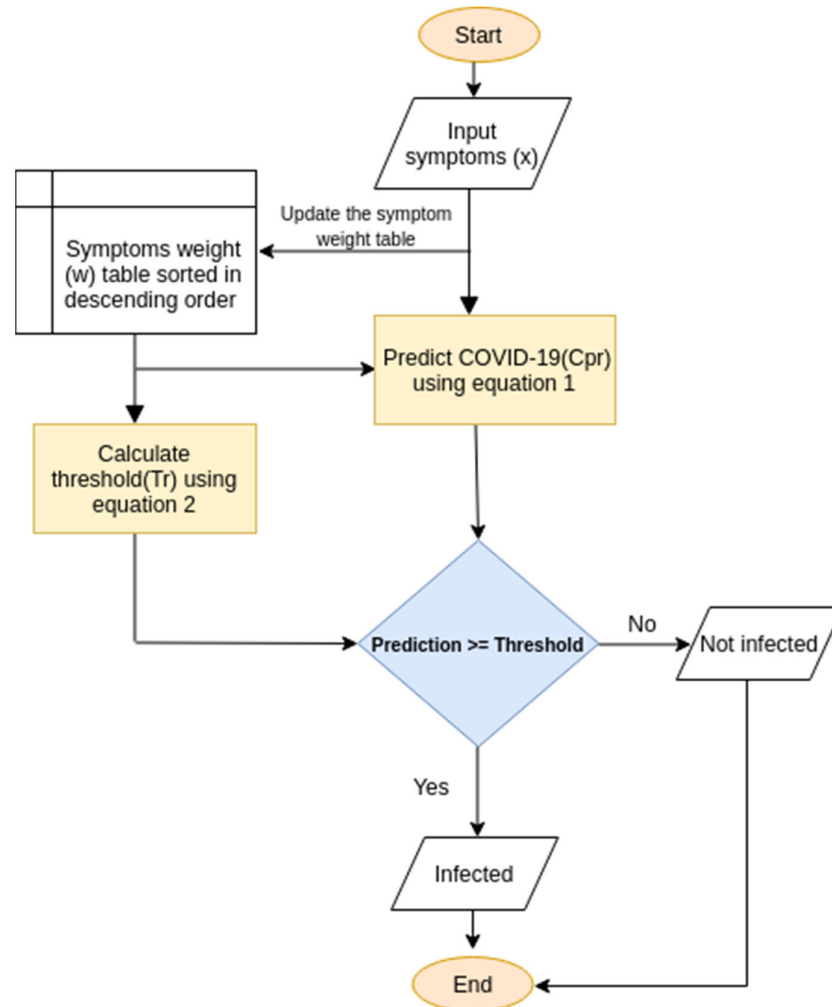 Start
Input
symptoms (x)
Update the symptom
weight table
Symptoms weight
(w) table sorted in
descending order
Predict COVID-19(Cpr)
using equation 1
Calculate
threshold(Tr) using
equation 2
Prediction >= Threshold
No
Not infected
Yes
Infected
End